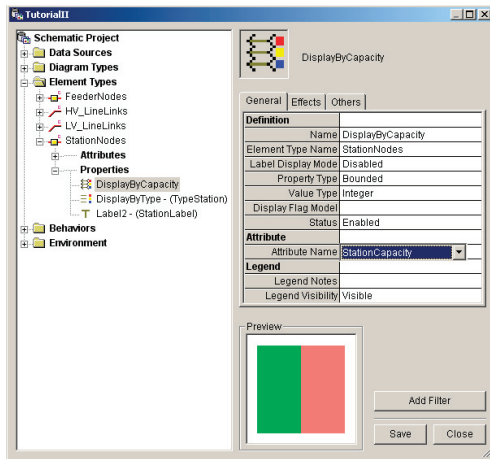 TutorialII
Schematic Project
Data Sources
Diagram Types
Element Types
FeederNodes
HV_LineLinks
LV_LineLinks
StationNodes
Attributes
Properties
DisplayByCapacity
DisplayByType - (TypeStation)
Label2 - (StationLabel)
Behaviors
Environment
DisplayByCapacity
General Effects Others
Definition
Name DisplayByCapacity
Element Type Name StationNodes
Label Display Mode Disabled
Property Type Bounded
Value Type Integer
Display Flag Model
Status Enabled
Attribute
Attribute Name StationCapacity
Legend
Legend Notes
Legend Visibility Visible
Preview
Add Filter
Save Close